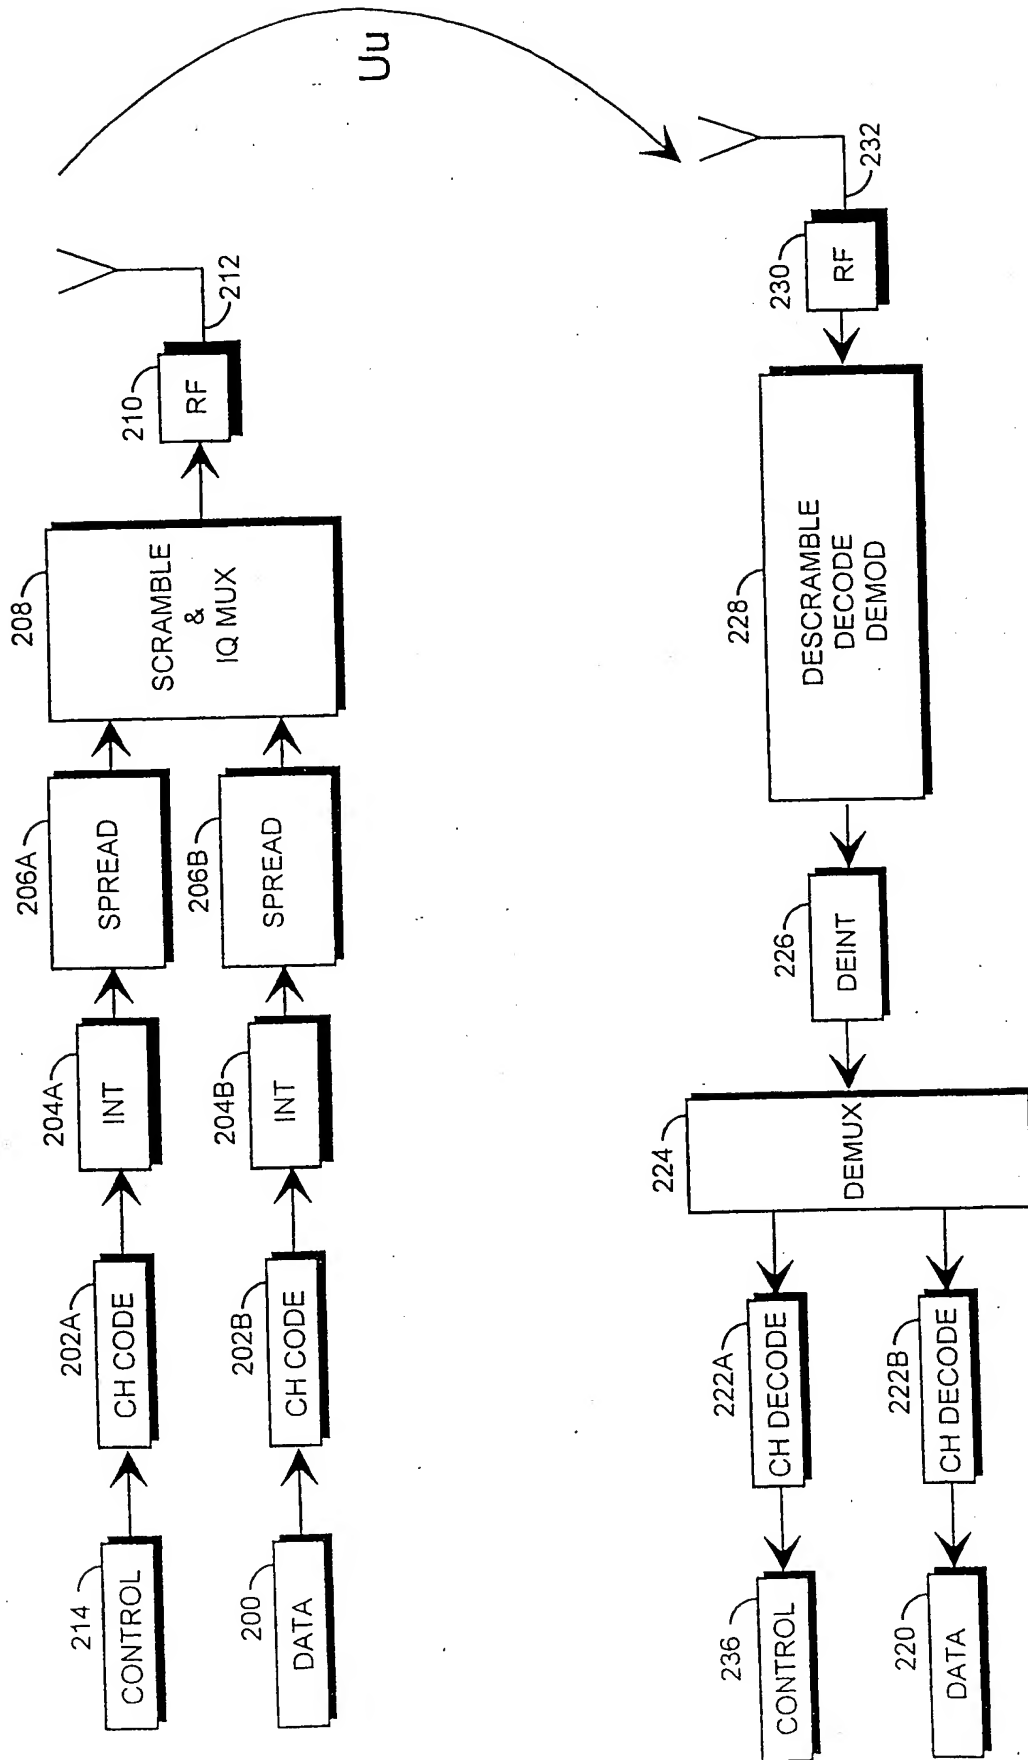 214
CONTROL
202A
CH CODE
204A
INT
206A
SPREAD
208
SCRAMBLE
&
IQ MUX
210
RF
212
200
DATA
202B
CH CODE
204B
INT
206B
SPREAD
Uu
236
CONTROL
222A
CH DECODE
224
DEMUX
226
DEINT
228
DESCRAMBLE
DECODE
DEMOD
230
RF
232
220
DATA
222B
CH DECODE